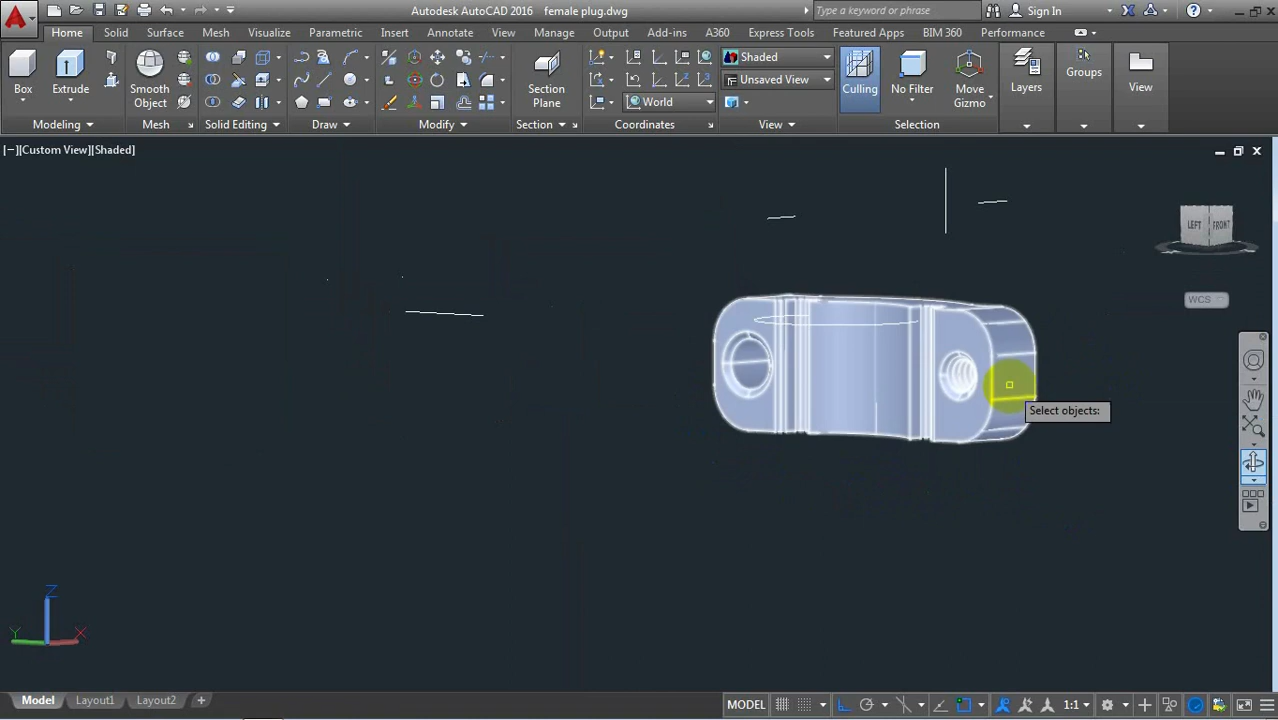 Autodesk AutoCAD 2016 female plug.dwg
Type a keyword or phrase
Sign In
Home Solid Surface Mesh Visualize Parametric Insert Annotate View Manage Output Add-ins A360 Express Tools Featured Apps BIM 360 Performance
Box
Extrude
Smooth
Object
Section
Plane
Shaded
Unsaved View
World
Culling
No Filter
Move
Gizmo
Layers
Groups
View
Modeling
Mesh
Solid Editing
Draw
Modify
Section
Coordinates
View
Selection
[−][Custom View][Shaded]
LEFT
FRONT
WCS
Select objects:
Z
Y
X
Model Layout1 Layout2
MODEL
1:1